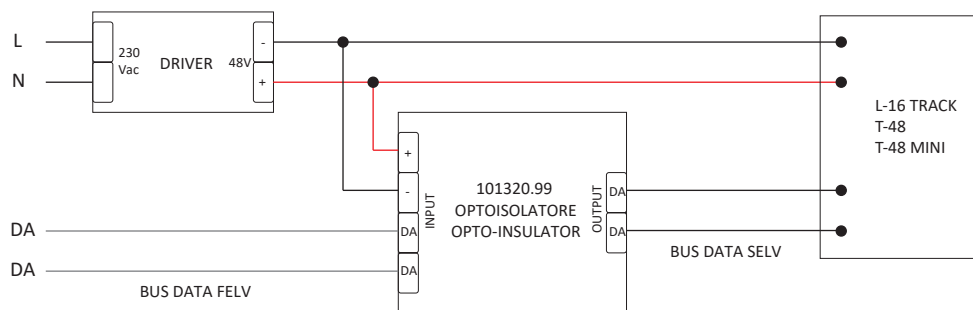 L
N
230
Vac
DRIVER
48V
-
+
L-16 TRACK
T-48
T-48 MINI
+
-
DA
DA
INPUT
101320.99
OPTOISOLATORE
OPTO-INSULATOR
OUTPUT
DA
DA
DA
DA
BUS DATA FELV
BUS DATA SELV